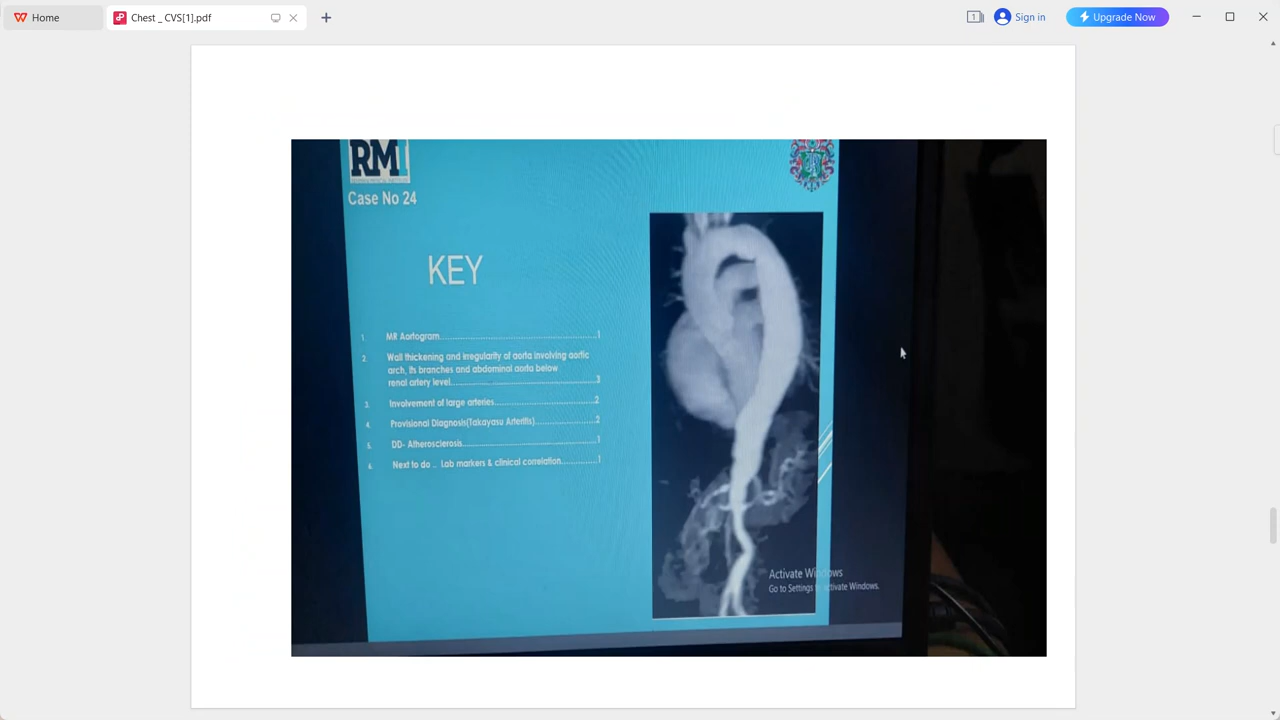 Home
Chest _ CVS[1].pdf
1
Sign in
Upgrade Now
RMI
Case No 24
KEY
1. MR Aortogram....................................................................1
2. Wall thickening and irregularity of aorta involving aortic
arch, its branches and abdominal aorta below
renal artery level................................................................3
3. Involvement of large arteries............................................2
4. Provisional Diagnosis(Takayasu Arteritis)........................2
5. DD- Atherosclerosis..........................................................1
6. Next to do .. Lab markers & clinical correlation..............1
Activate Windows
Go to Settings to activate Windows.